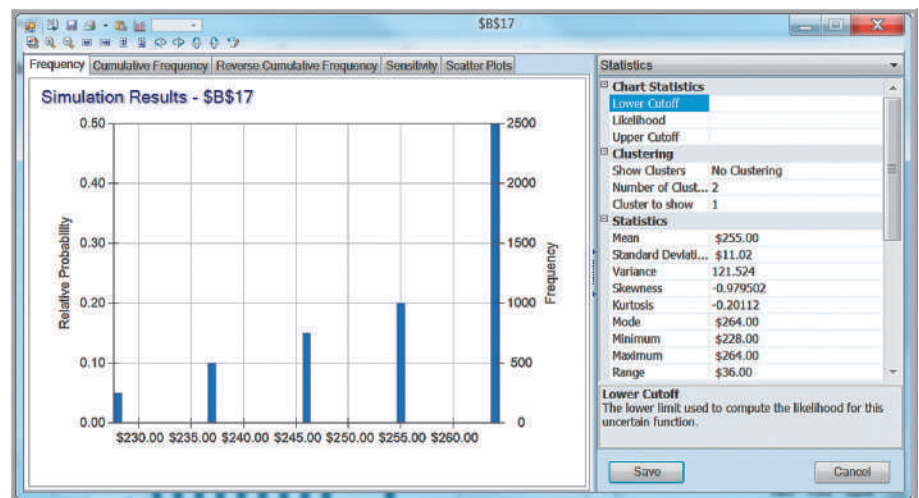 $B$17
Frequency Cumulative Frequency Reverse Cumulative Frequency Sensitivity Scatter Plots
Simulation Results - $B$17
0.50
0.40
0.30
0.20
0.10
0.00
Relative Probability
2500
2000
1500
1000
500
0
Frequency
$230.00 $235.00 $240.00 $245.00 $250.00 $255.00 $260.00
Statistics
Chart Statistics
Lower Cutoff
Likelihood
Upper Cutoff
Clustering
Show Clusters No Clustering
Number of Clust... 2
Cluster to show 1
Statistics
Mean $255.00
Standard Deviati... $11.02
Variance 121.524
Skewness -0.979502
Kurtosis -0.20112
Mode $264.00
Minimum $228.00
Maximum $264.00
Range $36.00
Lower Cutoff
The lower limit used to compute the likelihood for this
uncertain function.
Save Cancel